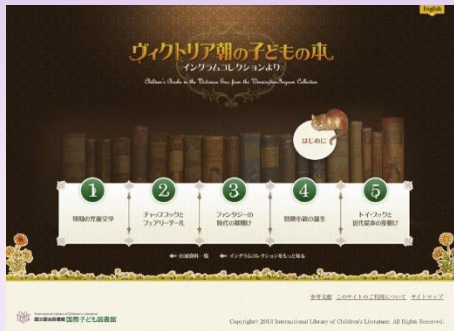 English
ヴィクトリア朝の子どもの本
イングラムコレクションより
Children's Books in the Victorian Era: from the Vennington-Ingram Collection
はじめに
1
初期の児童文学
2
チャップブックと
フェアリーテール
3
ファンタジーの
時代の幕開け
4
冒険小説の誕生
5
トイ・ブックと
近代絵本の夜明け
出展資料一覧
イングラムコレクションをもっと知る
参考文献 このサイトのご利用について サイトマップ
International Library of Children's Literature
国立国会図書館 国際子ども図書館
Copyright© 2013 International Library of Children's Literature, All Rights Reserved.